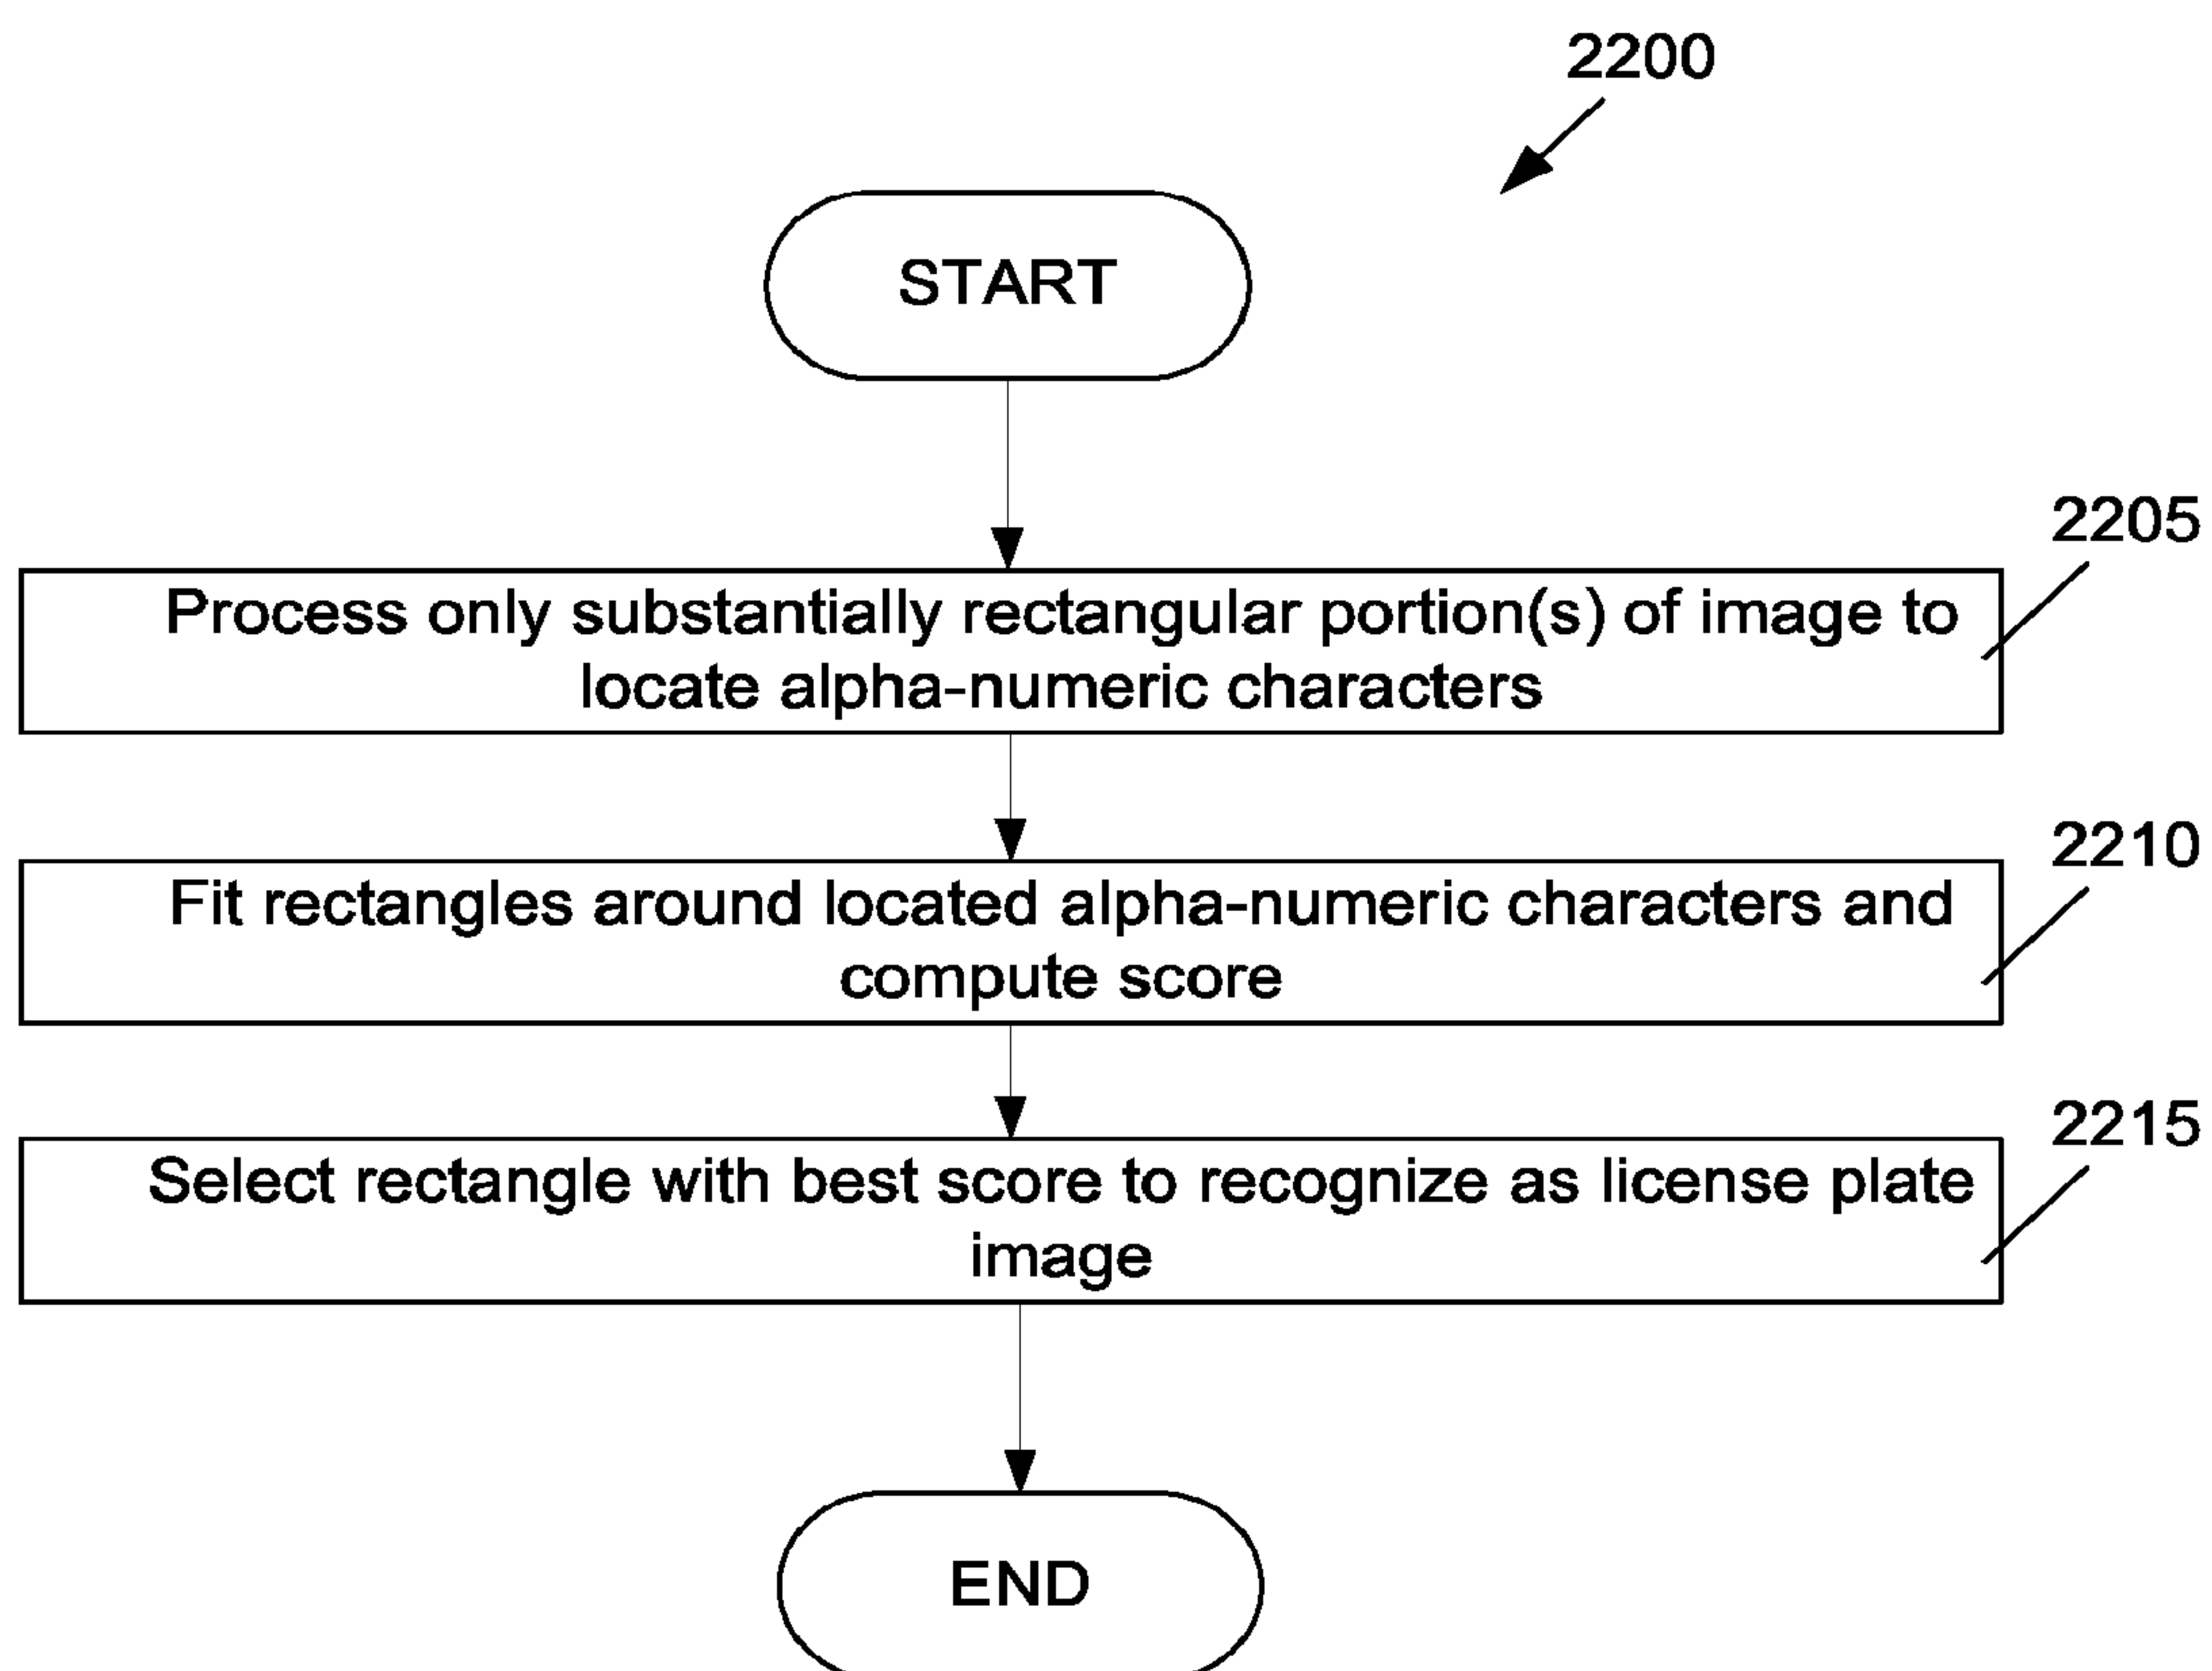 2200
START
2205
Process only substantially rectangular portion(s) of image to
locate alpha-numeric characters
2210
Fit rectangles around located alpha-numeric characters and
compute score
2215
Select rectangle with best score to recognize as license plate
image
END